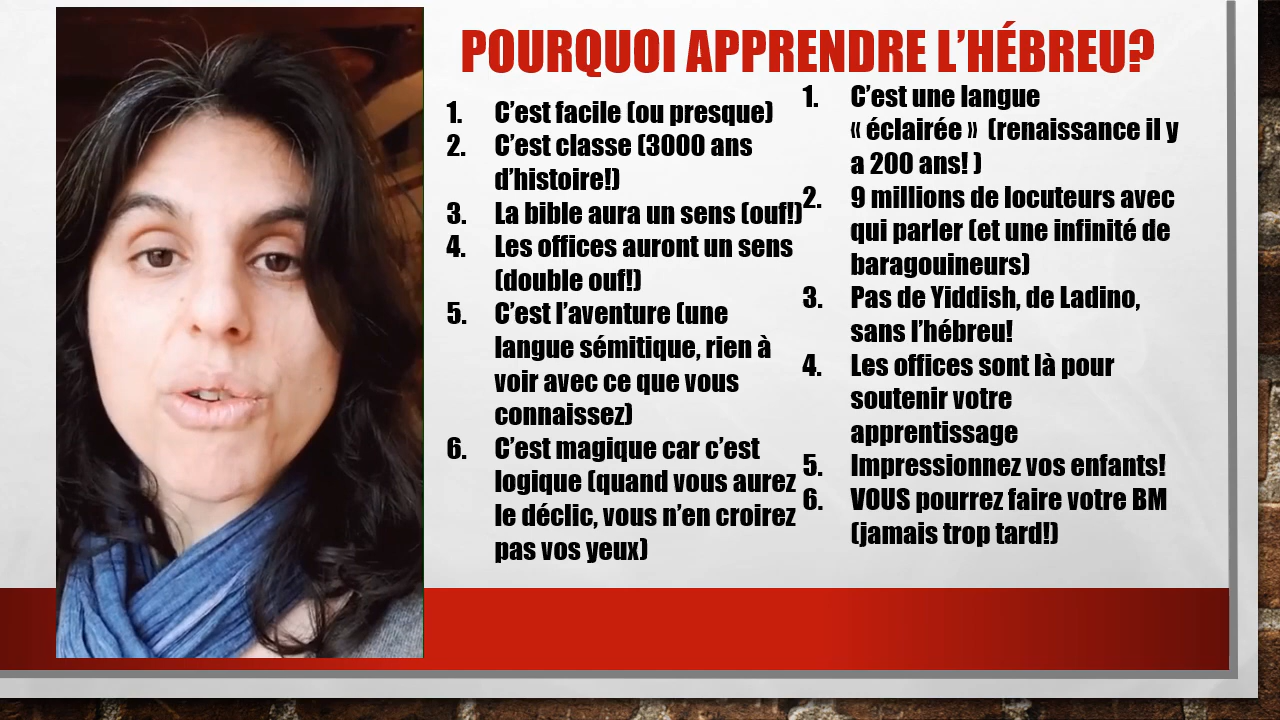 POURQUOI APPRENDRE L’HÉBREU?
1. C’est facile (ou presque)
2. C’est classe (3000 ans
d’histoire!)
3. La bible aura un sens (ouf!)
4. Les offices auront un sens
(double ouf!)
5. C’est l’aventure (une
langue sémitique, rien à
voir avec ce que vous
connaissez)
6. C’est magique car c’est
logique (quand vous aurez
le déclic, vous n’en croirez
pas vos yeux)
1. C’est une langue
« éclairée » (renaissance il y
a 200 ans! )
2. 9 millions de locuteurs avec
qui parler (et une infinité de
baragouineurs)
3. Pas de Yiddish, de Ladino,
sans l’hébreu!
4. Les offices sont là pour
soutenir votre
apprentissage
5. Impressionnez vos enfants!
6. VOUS pourrez faire votre BM
(jamais trop tard!)